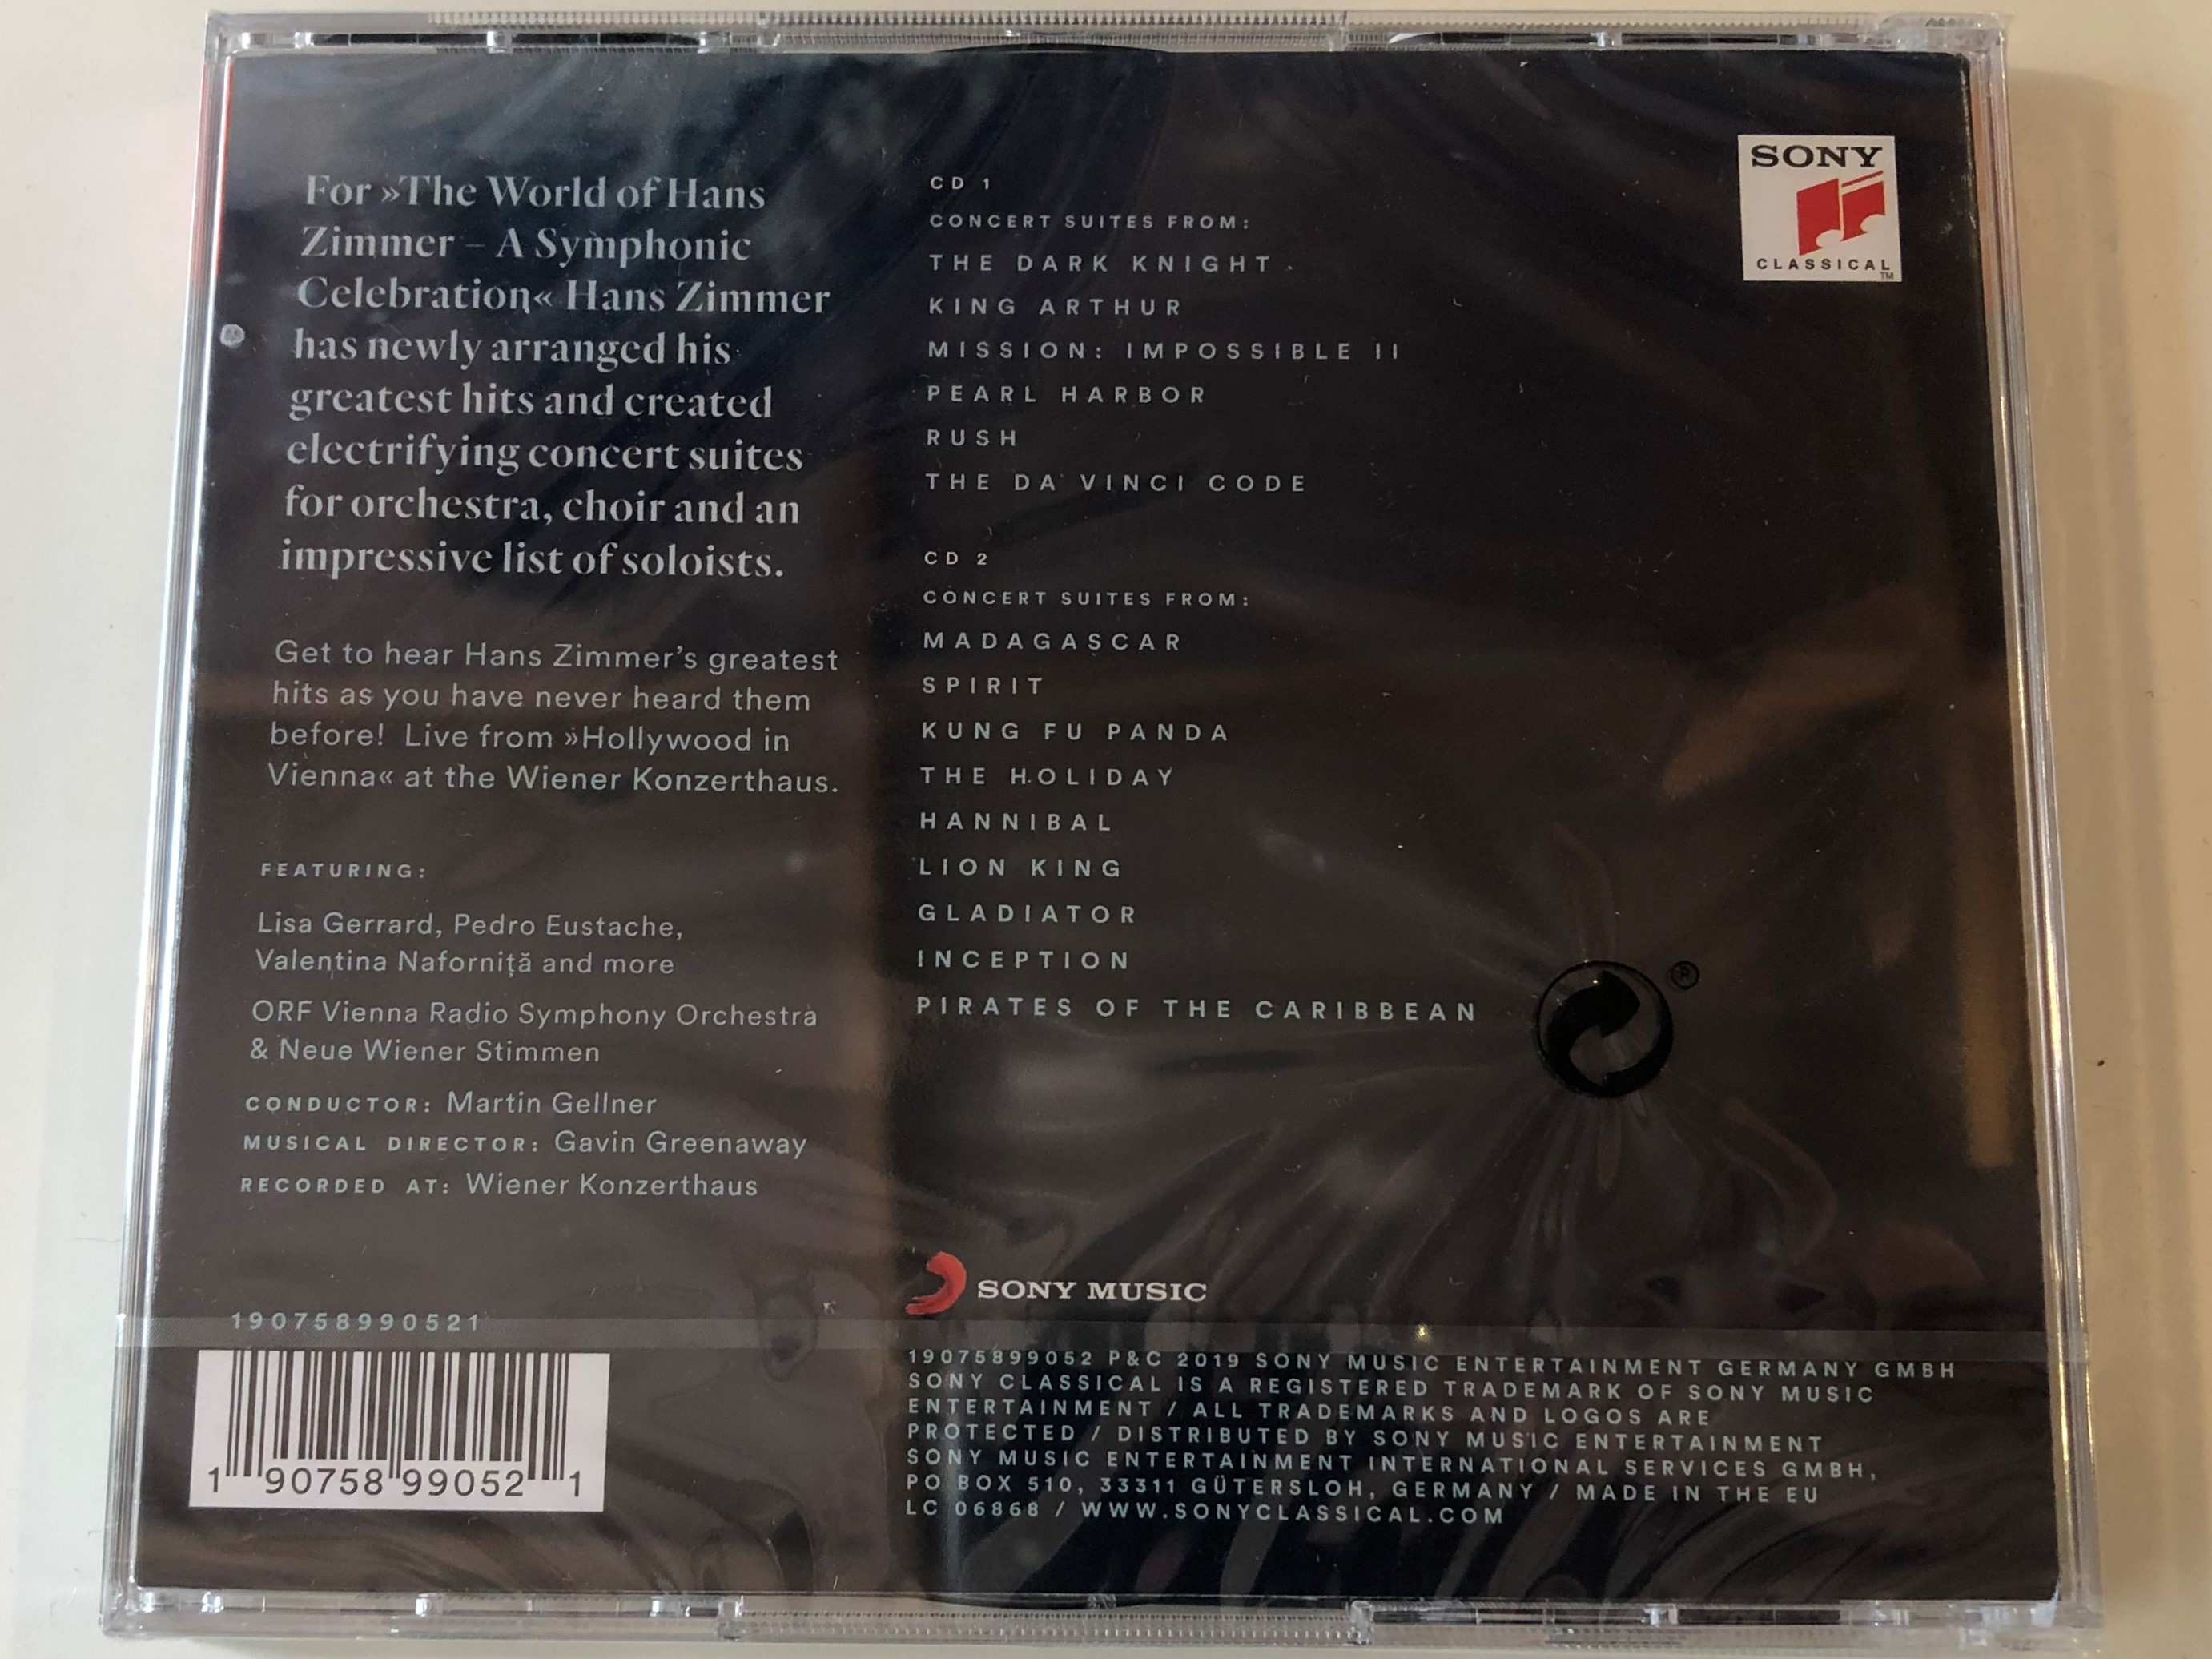 For »The World of Hans
Zimmer – A Symphonic
Celebration« Hans Zimmer
has newly arranged his
greatest hits and created
electrifying concert suites
for orchestra, choir and an
impressive list of soloists.
Get to hear Hans Zimmer's greatest
hits as you have never heard them
before! Live from »Hollywood in
Vienna« at the Wiener Konzerthaus.
FEATURING:
Lisa Gerrard, Pedro Eustache,
Valentina Naforniță and more
ORF Vienna Radio Symphony Orchestra
& Neue Wiener Stimmen
CONDUCTOR: Martin Gellner
MUSICAL DIRECTOR: Gavin Greenaway
RECORDED AT: Wiener Konzerthaus
190758990521
1 90758 99052 1
CD 1
CONCERT SUITES FROM:
THE DARK KNIGHT
KING ARTHUR
MISSION: IMPOSSIBLE II
PEARL HARBOR
RUSH
THE DA VINCI CODE
CD 2
CONCERT SUITES FROM:
MADAGASCAR
SPIRIT
KUNG FU PANDA
THE HOLIDAY
HANNIBAL
LION KING
GLADIATOR
INCEPTION
PIRATES OF THE CARIBBEAN
SONY
CLASSICAL
TM
®
SONY MUSIC
19075899052 P&C 2019 SONY MUSIC ENTERTAINMENT GERMANY GMBH
SONY CLASSICAL IS A REGISTERED TRADEMARK OF SONY MUSIC
ENTERTAINMENT / ALL TRADEMARKS AND LOGOS ARE
PROTECTED / DISTRIBUTED BY SONY MUSIC ENTERTAINMENT
SONY MUSIC ENTERTAINMENT INTERNATIONAL SERVICES GMBH,
PO BOX 510, 33311 GÜTERSLOH, GERMANY / MADE IN THE EU
LC 06868 / WWW.SONYCLASSICAL.COM